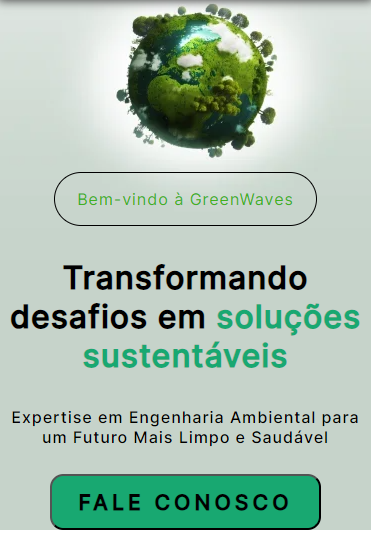 Bem-vindo à GreenWaves
Transformando
desafios em soluções
sustentáveis
Expertise em Engenharia Ambiental para
um Futuro Mais Limpo e Saudável
FALE CONOSCO